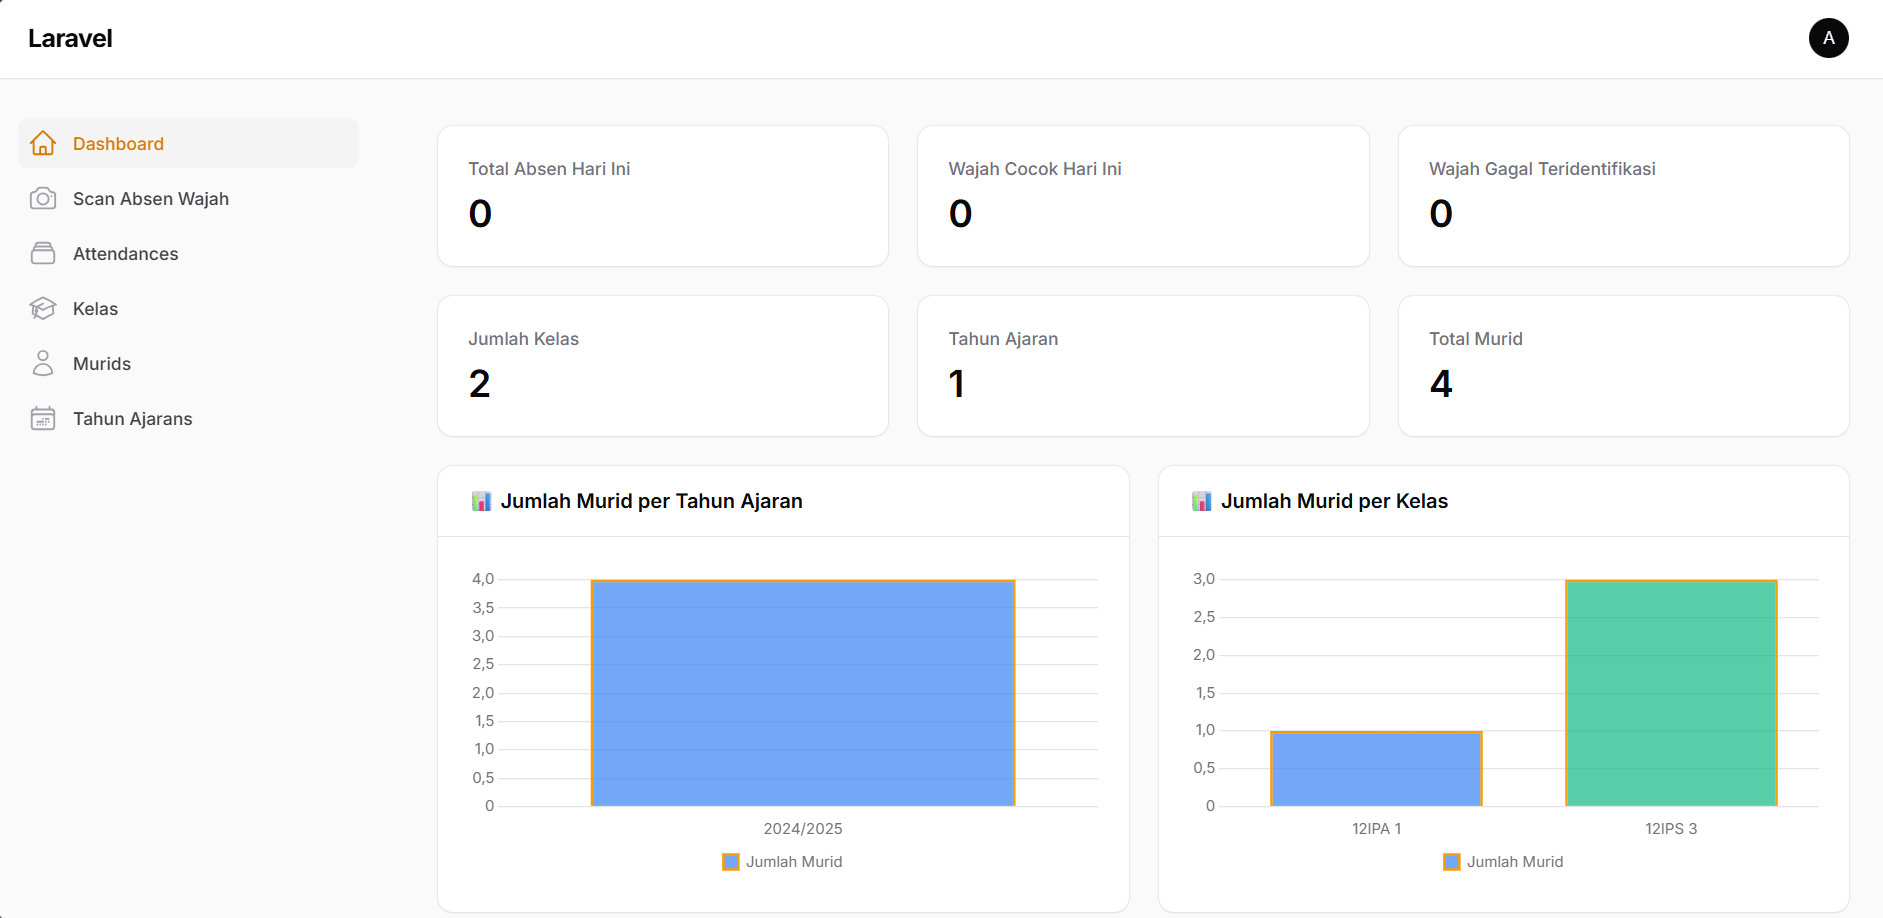 Laravel
A
Dashboard
Scan Absen Wajah
Attendances
Kelas
Murids
Tahun Ajarans
Total Absen Hari Ini
0
Wajah Cocok Hari Ini
0
Wajah Gagal Teridentifikasi
0
Jumlah Kelas
2
Tahun Ajaran
1
Total Murid
4
📊 Jumlah Murid per Tahun Ajaran
4,0
3,5
3,0
2,5
2,0
1,5
1,0
0,5
0
2024/2025
Jumlah Murid
📊 Jumlah Murid per Kelas
3,0
2,5
2,0
1,5
1,0
0,5
0
12IPA 1
12IPS 3
Jumlah Murid